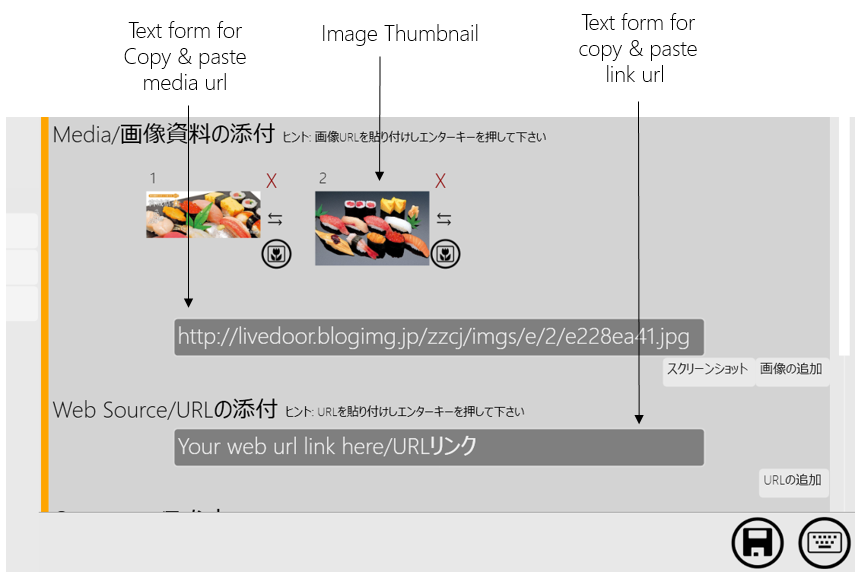 Text form for
Copy & paste
media url
Image Thumbnail
Text form for
copy & paste
link url
Media/画像資料の添付 ヒント: 画像URLを貼り付けしエンターキーを押して下さい
1 X 2 X
http://livedoor.blogimg.jp/zzcj/imgs/e/2/e228ea41.jpg
スクリーンショット 画像の追加
Web Source/URLの添付 ヒント: URLを貼り付けしエンターキーを押して下さい
Your web url link here/URLリンク
URLの追加